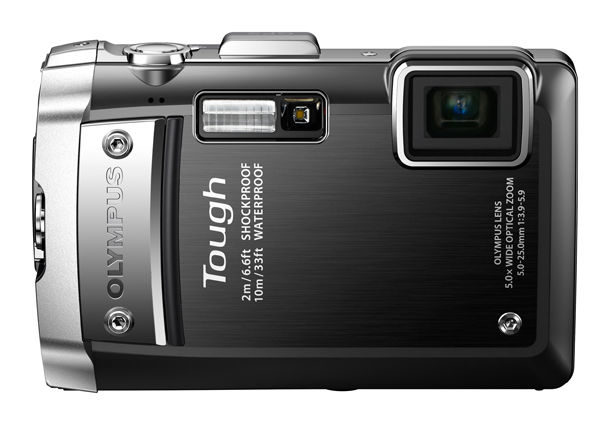 OLYMPUS
Tough
2m/6.6ft SHOCKPROOF
10m/33ft WATERPROOF
OLYMPUS LENS
5.0x WIDE OPTICAL ZOOM
5.0-25.0mm 1:3.9-5.9